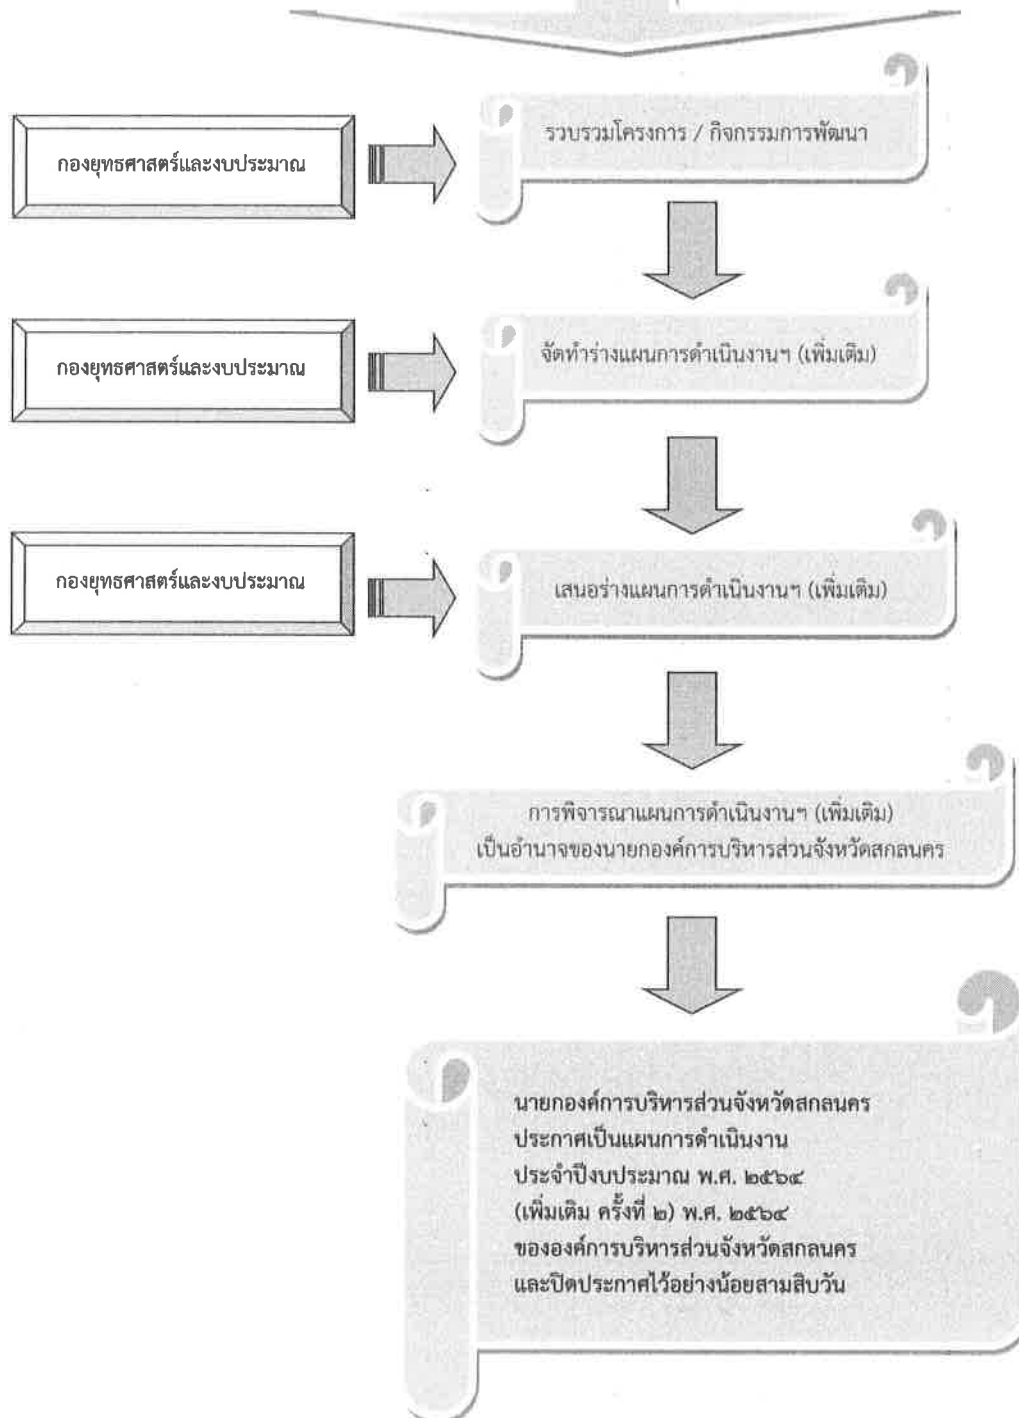 กองยุทธศาสตร์และงบประมาณ
รวบรวมโครงการ / กิจกรรมการพัฒนา
กองยุทธศาสตร์และงบประมาณ
จัดทำร่างแผนการดำเนินงานฯ (เพิ่มเติม)
กองยุทธศาสตร์และงบประมาณ
เสนอร่างแผนการดำเนินงานฯ (เพิ่มเติม)
การพิจารณาแผนการดำเนินงานฯ (เพิ่มเติม)
เป็นอำนาจของนายกองค์การบริหารส่วนจังหวัดสกลนคร
นายกองค์การบริหารส่วนจังหวัดสกลนคร
ประกาศเป็นแผนการดำเนินงาน
ประจำปีงบประมาณ พ.ศ. ๒๕๖๔
(เพิ่มเติม ครั้งที่ ๒) พ.ศ. ๒๕๖๔
ขององค์การบริหารส่วนจังหวัดสกลนคร
และปิดประกาศไว้อย่างน้อยสามสิบวัน